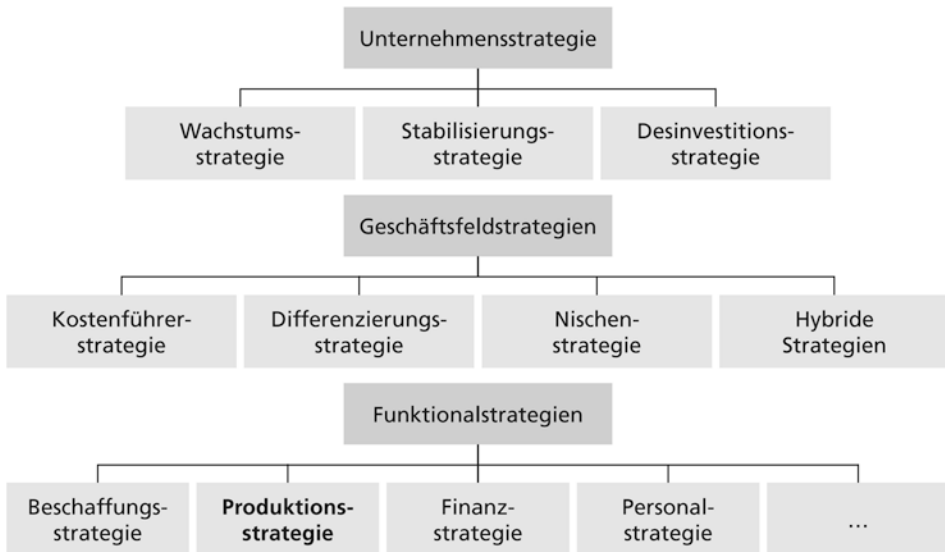 Unternehmensstrategie
Wachstums-
strategie
Stabilisierungs-
strategie
Desinvestitions-
strategie
Geschäftsfeldstrategien
Kostenführer-
strategie
Differenzierungs-
strategie
Nischen-
strategie
Hybride
Strategien
Funktionalstrategien
Beschaffungs-
strategie
Produktions-
strategie
Finanz-
strategie
Personal-
strategie
...